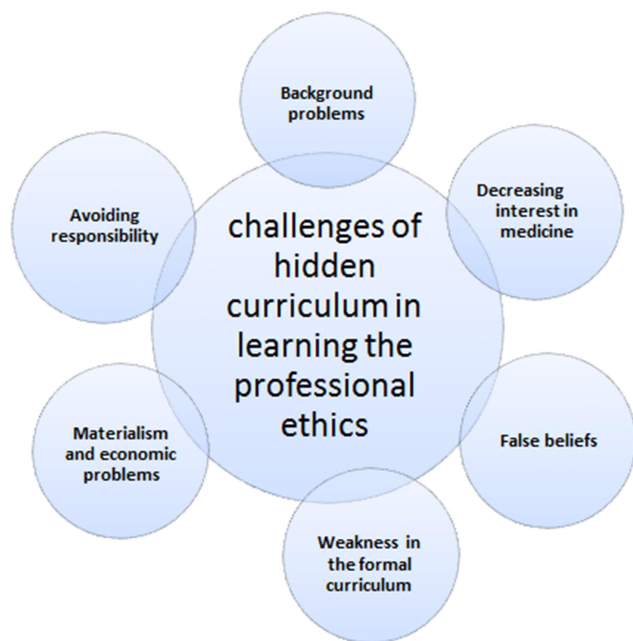 Background
problems
Decreasing
interest in
medicine
Avoiding
responsibility
challenges of
hidden
curriculum in
learning the
professional
ethics
False beliefs
Materialism
and economic
problems
Weakness in
the formal
curriculum